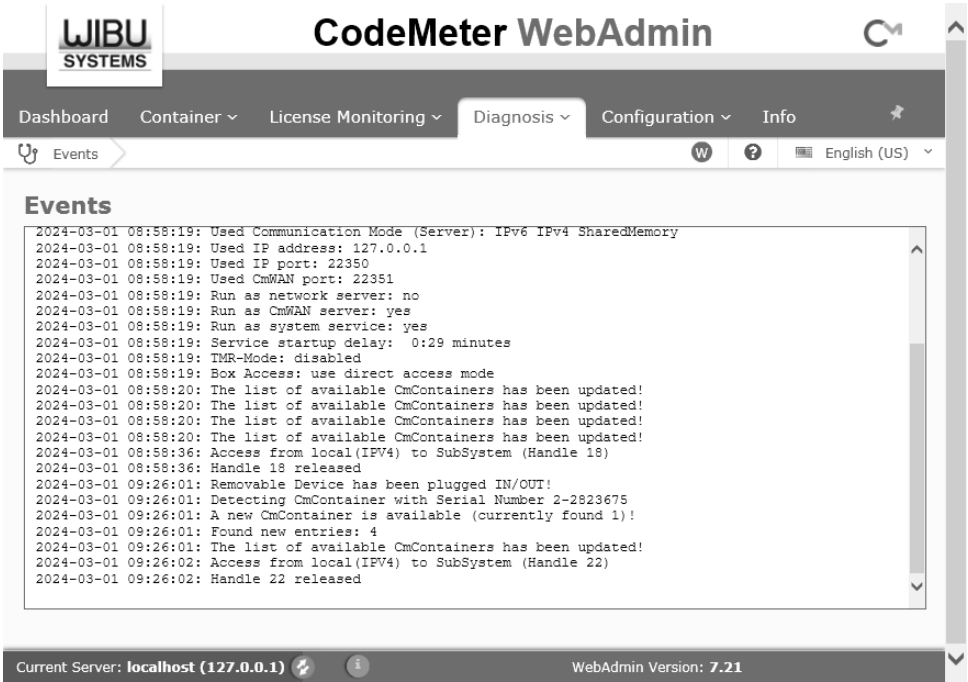 WIBU
SYSTEMS
CodeMeter WebAdmin
Dashboard Container License Monitoring Diagnosis Configuration Info
Events W ? English (US)
Events
2024-03-01 08:58:19: Used Communication Mode (Server): IPv6 IPv4 SharedMemory
2024-03-01 08:58:19: Used IP address: 127.0.0.1
2024-03-01 08:58:19: Used IP port: 22350
2024-03-01 08:58:19: Used CmWAN port: 22351
2024-03-01 08:58:19: Run as network server: no
2024-03-01 08:58:19: Run as CmWAN server: yes
2024-03-01 08:58:19: Run as system service: yes
2024-03-01 08:58:19: Service startup delay:  0:29 minutes
2024-03-01 08:58:19: TMR-Mode: disabled
2024-03-01 08:58:19: Box Access: use direct access mode
2024-03-01 08:58:20: The list of available CmContainers has been updated!
2024-03-01 08:58:20: The list of available CmContainers has been updated!
2024-03-01 08:58:20: The list of available CmContainers has been updated!
2024-03-01 08:58:20: The list of available CmContainers has been updated!
2024-03-01 08:58:36: Access from local(IPV4) to SubSystem (Handle 18)
2024-03-01 08:58:36: Handle 18 released
2024-03-01 09:26:01: Removable Device has been plugged IN/OUT!
2024-03-01 09:26:01: Detecting CmContainer with Serial Number 2-2823675
2024-03-01 09:26:01: A new CmContainer is available (currently found 1)!
2024-03-01 09:26:01: Found new entries: 4
2024-03-01 09:26:01: The list of available CmContainers has been updated!
2024-03-01 09:26:02: Access from local(IPV4) to SubSystem (Handle 22)
2024-03-01 09:26:02: Handle 22 released
Current Server: localhost (127.0.0.1) i WebAdmin Version: 7.21